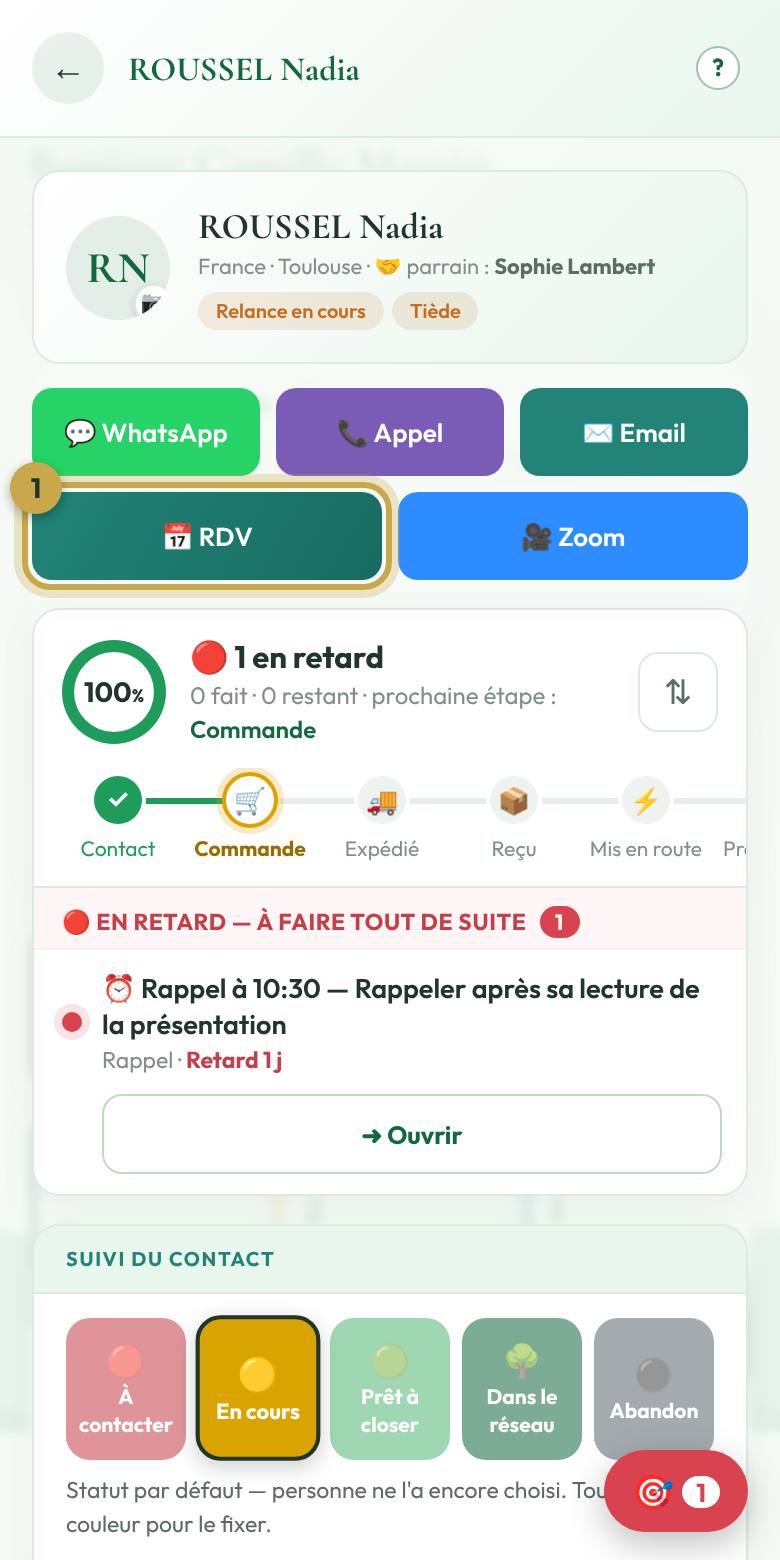 ← ROUSSEL Nadia ?
RN
ROUSSEL Nadia
France · Toulouse · 🤝 parrain : Sophie Lambert
Relance en cours Tiède
💬 WhatsApp 📞 Appel ✉️ Email
1
📅 RDV 🎥 Zoom
100%
🔴 1 en retard
0 fait · 0 restant · prochaine étape :
Commande
⇅
Contact Commande Expédié Reçu Mis en route
🔴 EN RETARD — À FAIRE TOUT DE SUITE 1
⏰ Rappel à 10:30 — Rappeler après sa lecture de
la présentation
Rappel · Retard 1 j
➜ Ouvrir
SUIVI DU CONTACT
À
contacter
En cours
Prêt à
closer
Dans le
réseau
Abandon
Statut par défaut — personne ne l'a encore choisi.
couleur pour le fixer.
🎯 1